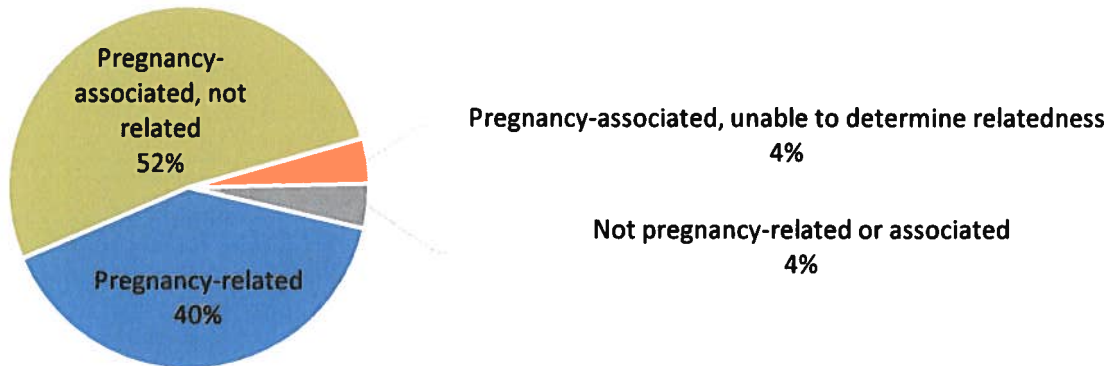 Pregnancy-
associated, not
related
52%
Pregnancy-associated, unable to determine relatedness
4%
Not pregnancy-related or associated
4%
Pregnancy-related
40%